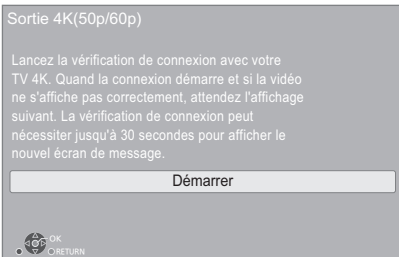 Sortie 4K(50p/60p)
Lancez la vérification de connexion avec votre
TV 4K. Quand la connexion démarre et si la vidéo
ne s'affiche pas correctement, attendez l'affichage
suivant. La vérification de connexion peut
nécessiter jusqu'à 30 secondes pour afficher le
nouvel écran de message.
Démarrer
OK
RETURN